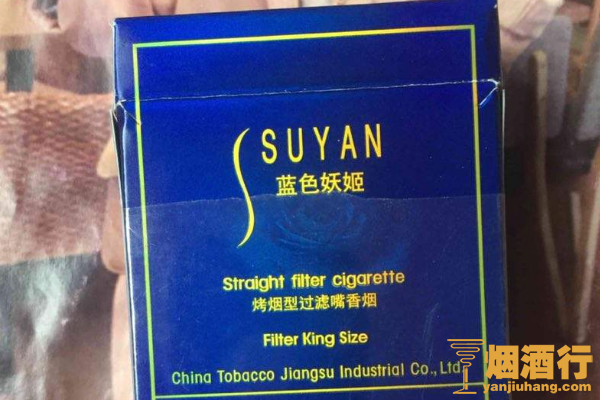 SUYAN
蓝色妖姬
Straight filter cigarette
烤烟型过滤嘴香烟
Filter King Size
China Tobacco Jiangsu Industrial Co., Ltd
烟酒行
yanjiuhang.com